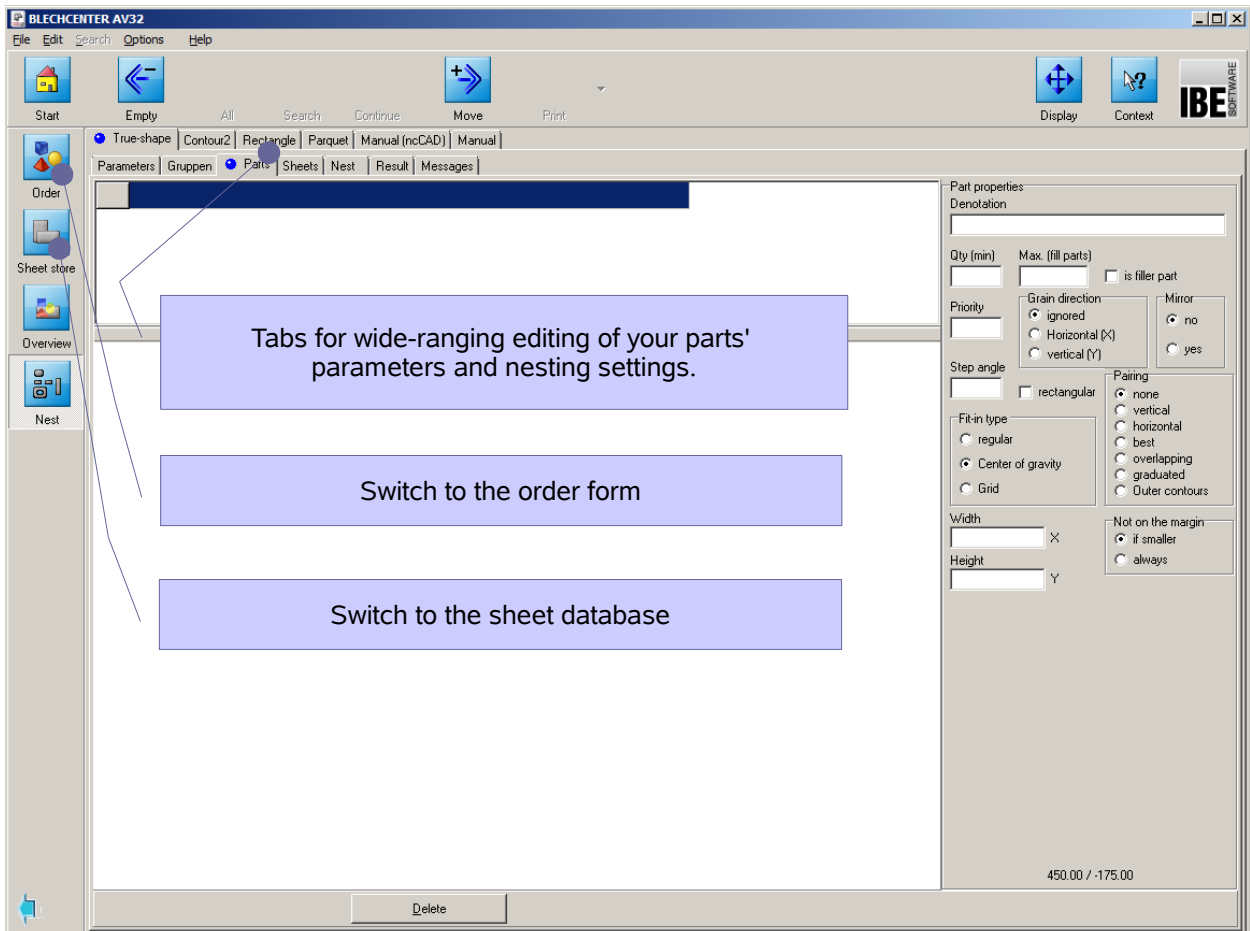 BLECHCENTER AV32
File Edit Search Options Help
Start Empty All Search Continue Move Print Display Context IBE SOFTWARE
True-shape Contour2 Rectangle Parquet Manual (ncCAD) Manual
Parameters Gruppen Parts Sheets Nest Result Messages
Order
Sheet store
Overview
Nest
Tabs for wide-ranging editing of your parts'
parameters and nesting settings.
Switch to the order form
Switch to the sheet database
Part properties
Denotation
Qty (min) Max. (fill parts)
is filler part
Priority
Grain direction
ignored
Horizontal (X)
vertical (Y)
Mirror
no
yes
Step angle
rectangular
Pairing
none
vertical
horizontal
best
overlapping
graduated
Outer contours
Fit-in type
regular
Center of gravity
Grid
Width
X
Height
Y
Not on the margin
if smaller
always
450.00 / -175.00
Delete